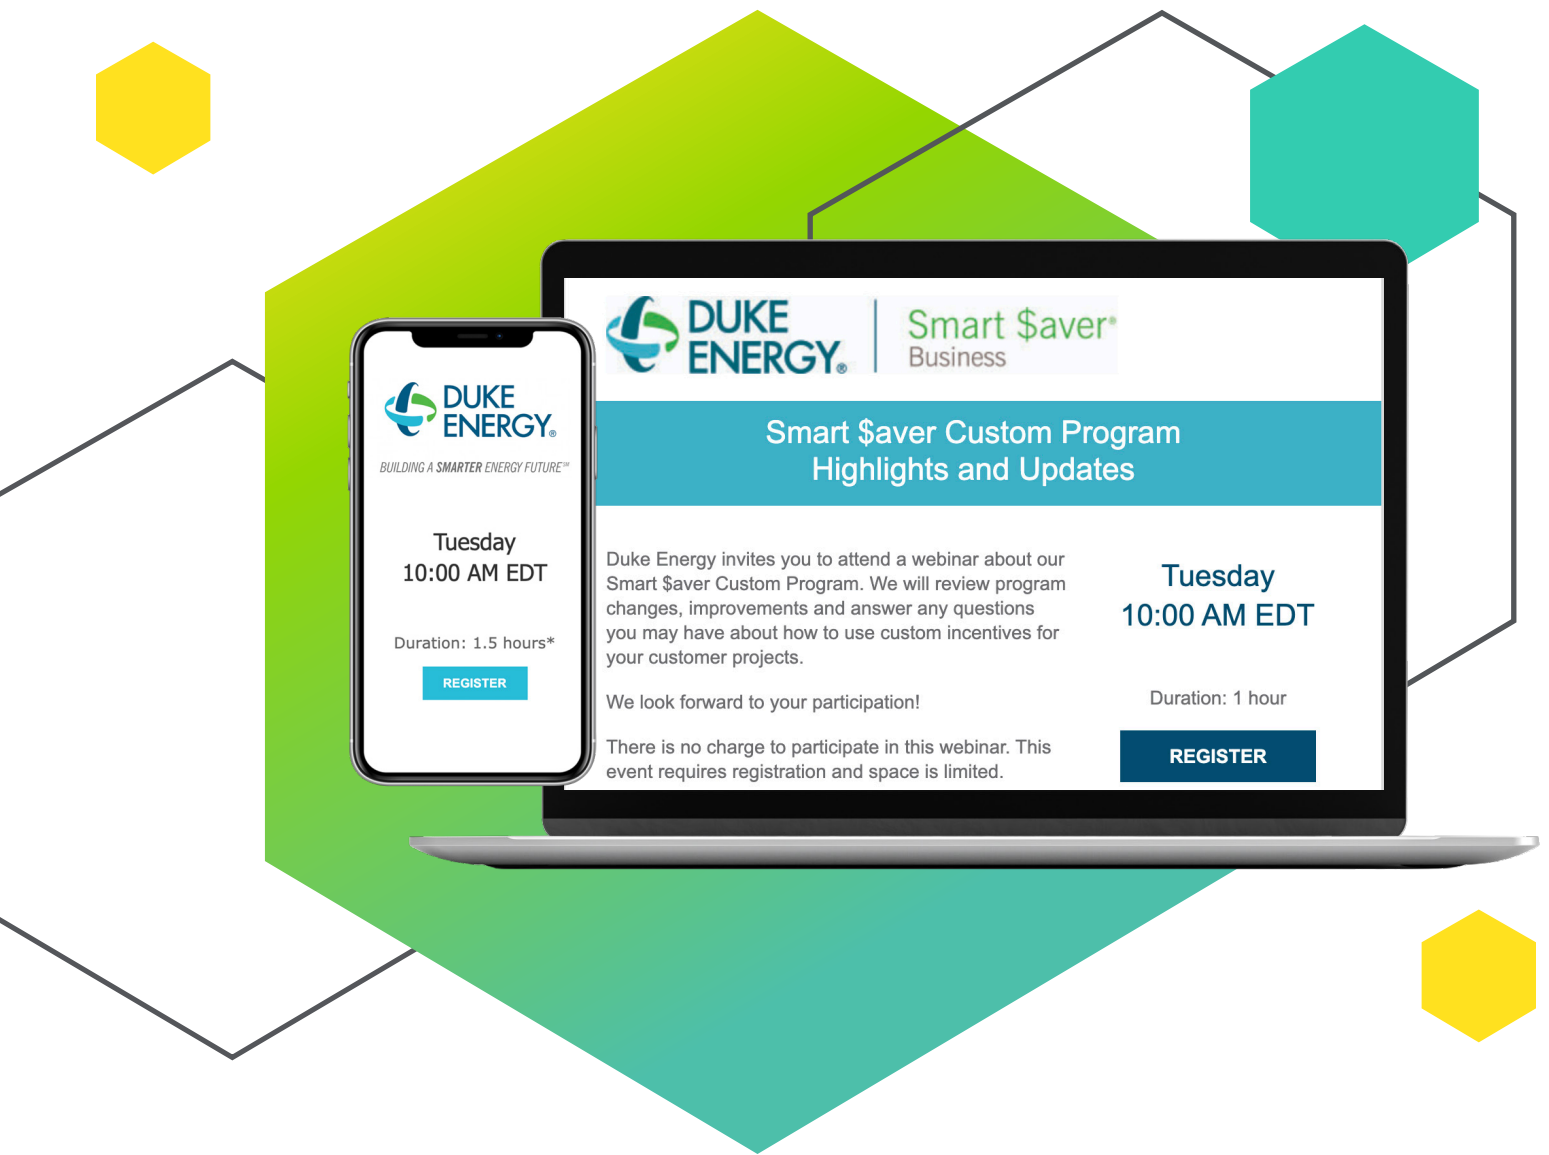 DUKE
ENERGY®
BUILDING A SMARTER ENERGY FUTURE℠
Tuesday
10:00 AM EDT
Duration: 1.5 hours*
REGISTER
DUKE
ENERGY®
Smart $aver®
Business
Smart $aver Custom Program
Highlights and Updates
Duke Energy invites you to attend a webinar about our
Smart $aver Custom Program. We will review program
changes, improvements and answer any questions
you may have about how to use custom incentives for
your customer projects.
We look forward to your participation!
There is no charge to participate in this webinar. This
event requires registration and space is limited.
Tuesday
10:00 AM EDT
Duration: 1 hour
REGISTER